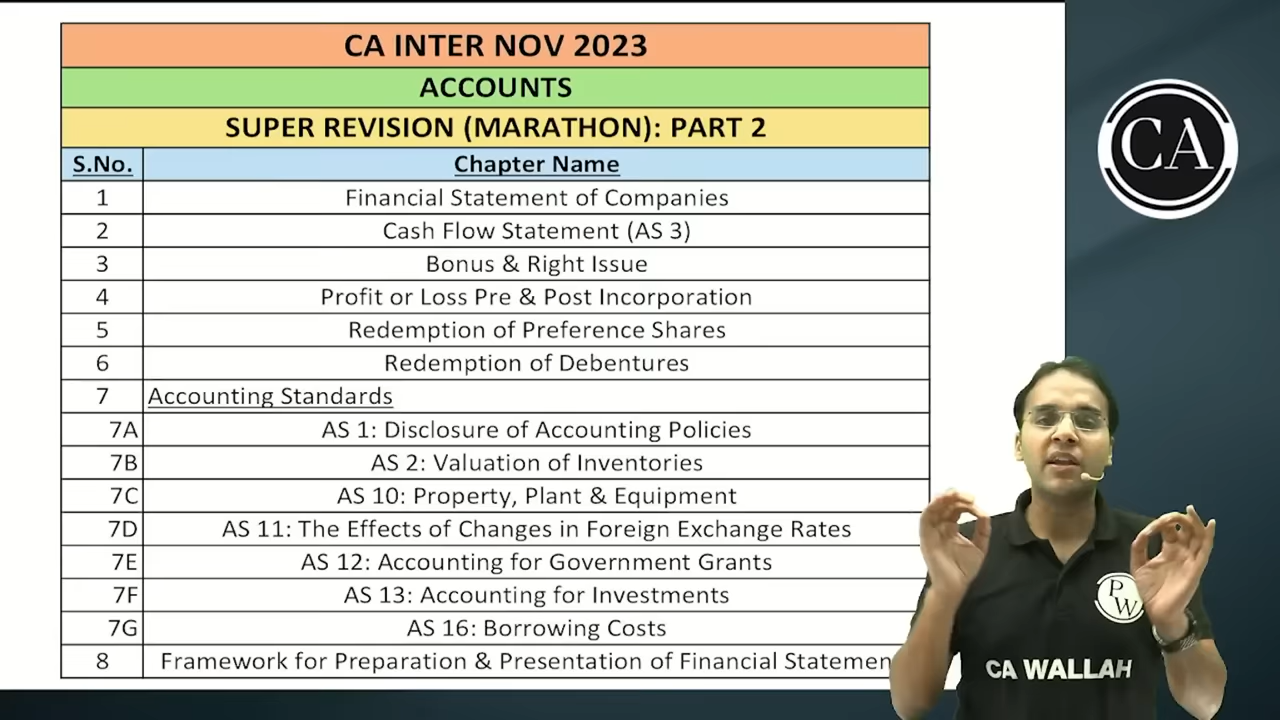 CA INTER NOV 2023
ACCOUNTS
SUPER REVISION (MARATHON): PART 2
S.No. Chapter Name
1 Financial Statement of Companies
2 Cash Flow Statement (AS 3)
3 Bonus & Right Issue
4 Profit or Loss Pre & Post Incorporation
5 Redemption of Preference Shares
6 Redemption of Debentures
7 Accounting Standards
7A AS 1: Disclosure of Accounting Policies
7B AS 2: Valuation of Inventories
7C AS 10: Property, Plant & Equipment
7D AS 11: The Effects of Changes in Foreign Exchange Rates
7E AS 12: Accounting for Government Grants
7F AS 13: Accounting for Investments
7G AS 16: Borrowing Costs
8 Framework for Preparation & Presentation of Financial Statemen
CA
PW
CA WALLAH